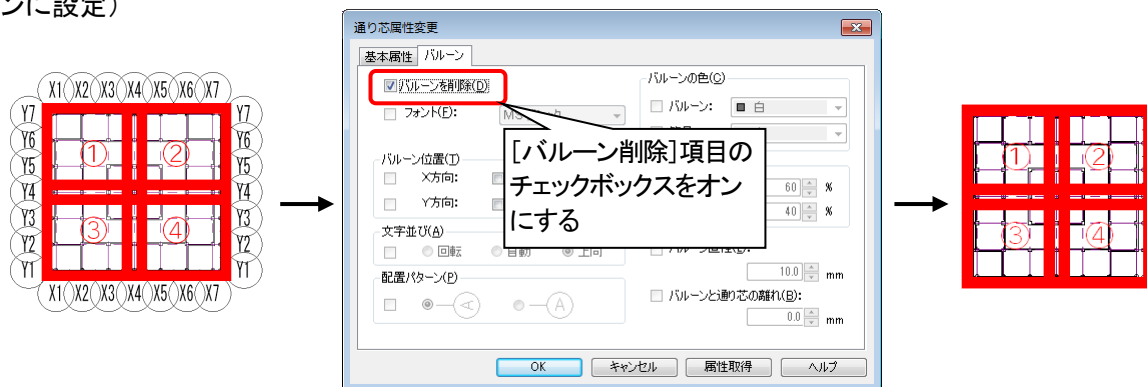 ンに設定）
X1 X2 X3 X4 X5 X6 X7
Y7 Y7
Y6 Y6
Y5 Y5
Y4 Y4
Y3 Y3
Y2 Y2
Y1 Y1
① ②
③ ④
X1 X2 X3 X4 X5 X6 X7
通り芯属性変更
基本属性 バルーン
バルーンを削除(D)
フォント(F):
バルーン位置(T)
X方向:
Y方向:
文字並び(A)
回転 自動 上向
配置パターン(P)
A A
バルーンの色(C)
バルーン: 白
60 %
40 %
10.0 mm
バルーンと通り芯の離れ(B):
0.0 mm
[バルーン削除]項目の
チェックボックスをオン
にする
OK キャンセル 属性取得 ヘルプ
① ②
③ ④